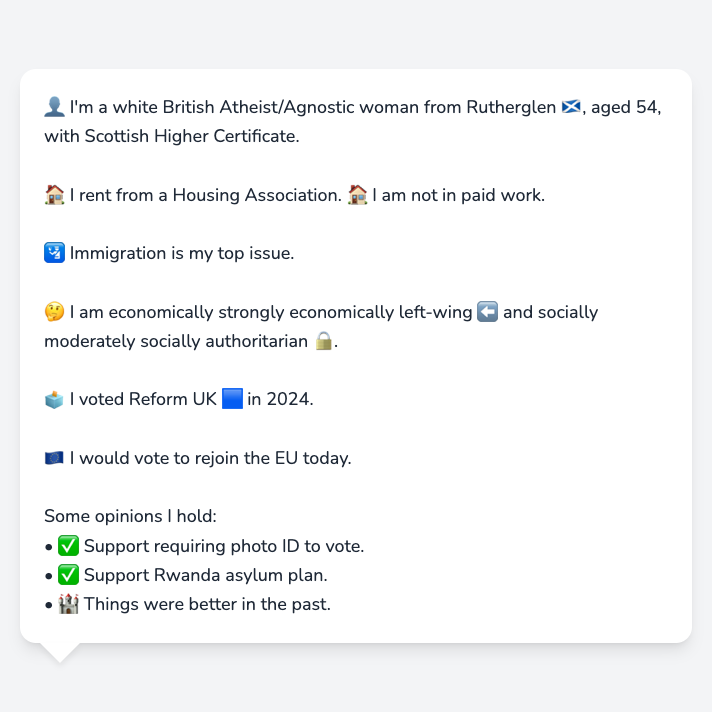 👤 I'm a white British Atheist/Agnostic woman from Rutherglen 🏴󠁧󠁢󠁳󠁣󠁴󠁿, aged 54,
with Scottish Higher Certificate.
🏠 I rent from a Housing Association. 🏠 I am not in paid work.
🛂 Immigration is my top issue.
🤔 I am economically strongly economically left-wing ⬅️ and socially
moderately socially authoritarian 🔒.
🗳️ I voted Reform UK 🟦 in 2024.
🇪🇺 I would vote to rejoin the EU today.
Some opinions I hold:
• ✅ Support requiring photo ID to vote.
• ✅ Support Rwanda asylum plan.
• 🏰 Things were better in the past.